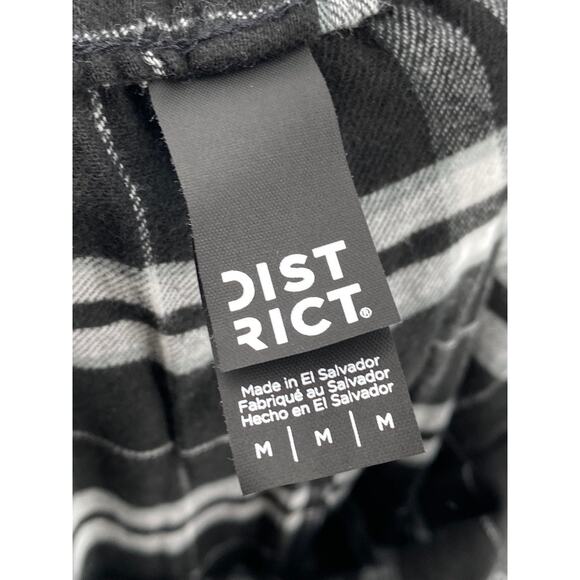 DIST
RICT®
Made in El Salvador
Fabriqué au Salvador
Hecho en El Salvador
M | M | M